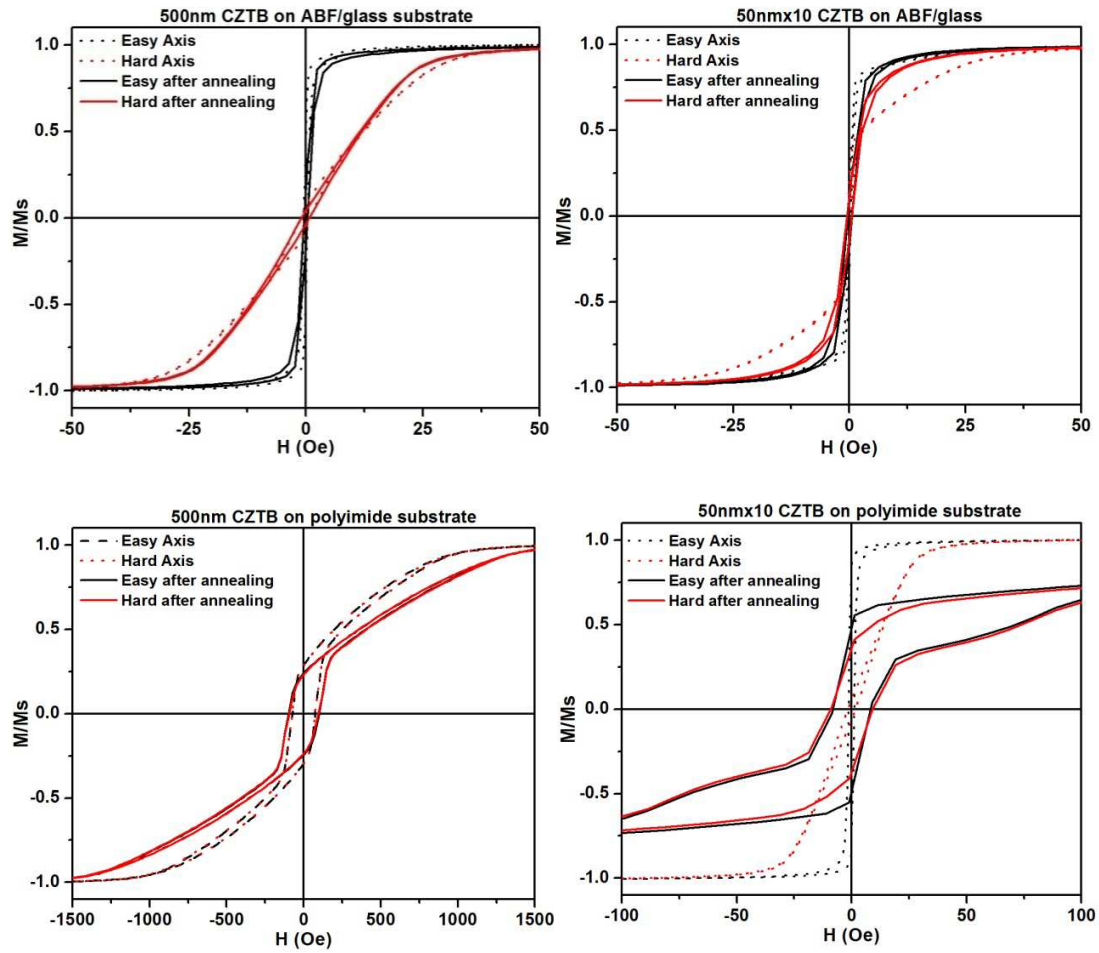 500nm CZTB on ABF/glass substrate
1.0
0.5
0.0
-0.5
-1.0
M/Ms
Easy Axis
Hard Axis
Easy after annealing
Hard after annealing
-50 -25 0 25 50
H (Oe)
50nmx10 CZTB on ABF/glass
1.0
0.5
0.0
-0.5
-1.0
M/Ms
Easy Axis
Hard Axis
Easy after annealing
Hard after annealing
-50 -25 0 25 50
H (Oe)
500nm CZTB on polyimide substrate
1.0
0.5
0.0
-0.5
-1.0
M/Ms
Easy Axis
Hard Axis
Easy after annealing
Hard after annealing
-1500 -1000 -500 0 500 1000 1500
H (Oe)
50nmx10 CZTB on polyimide substrate
1.0
0.5
0.0
-0.5
-1.0
M/Ms
Easy Axis
Hard Axis
Easy after annealing
Hard after annealing
-100 -50 0 50 100
H (Oe)